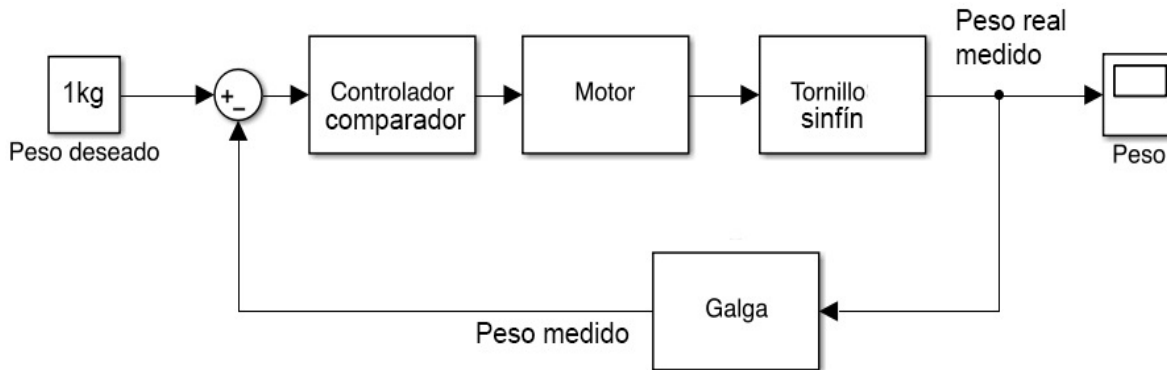 Peso real
medido
1kg
+
−
Controlador
comparador
Motor
Tornillo
sinfín
Peso deseado
Peso
Galga
Peso medido